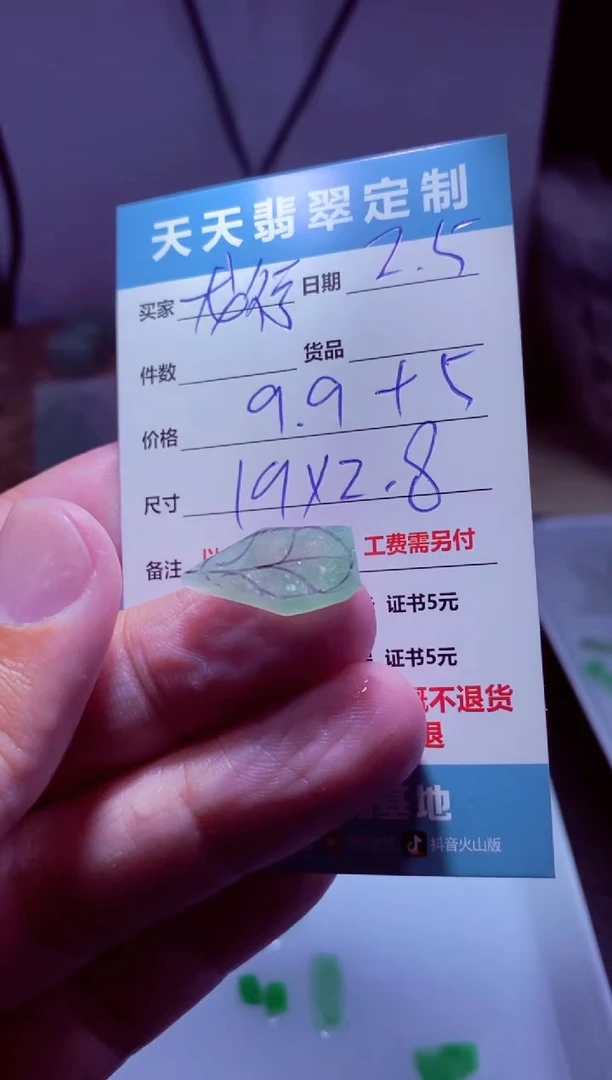 天天翡翠定制
买家 日期 2.5
件数 货品
价格 9.9+5
尺寸 19X2.8
备注 工费需另付
证书5元
证书5元
不退货
退
基地
抖音火山版